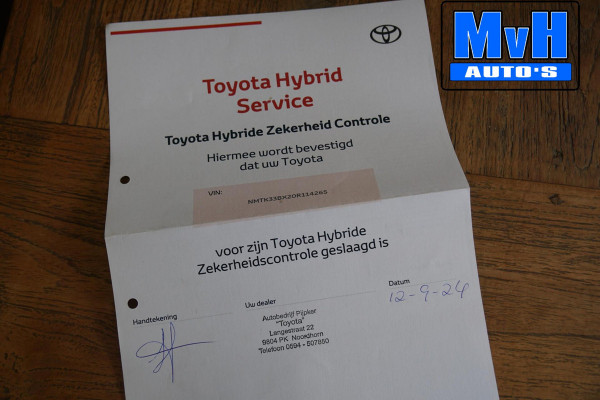 MvH
AUTO'S
Toyota Hybrid
Service
Toyota Hybride Zekerheid Controle
Hiermee wordt bevestigd
dat uw Toyota
VIN:
NMTK33BX20R114265
voor zijn Toyota Hybride
Zekerheidscontrole geslaagd is
Handtekening
Uw dealer
Datum
12-9-24
Autobedrijf Pijpker
"Toyota"
Langestraat 22
9804 PK Noordhorn
Telefoon 0594 - 507850